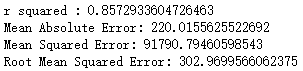 r squared : 0.8572933604726463
Mean Absolute Error: 220.0155625522692
Mean Squared Error: 91790.79460598543
Root Mean Squared Error: 302.9699566062375